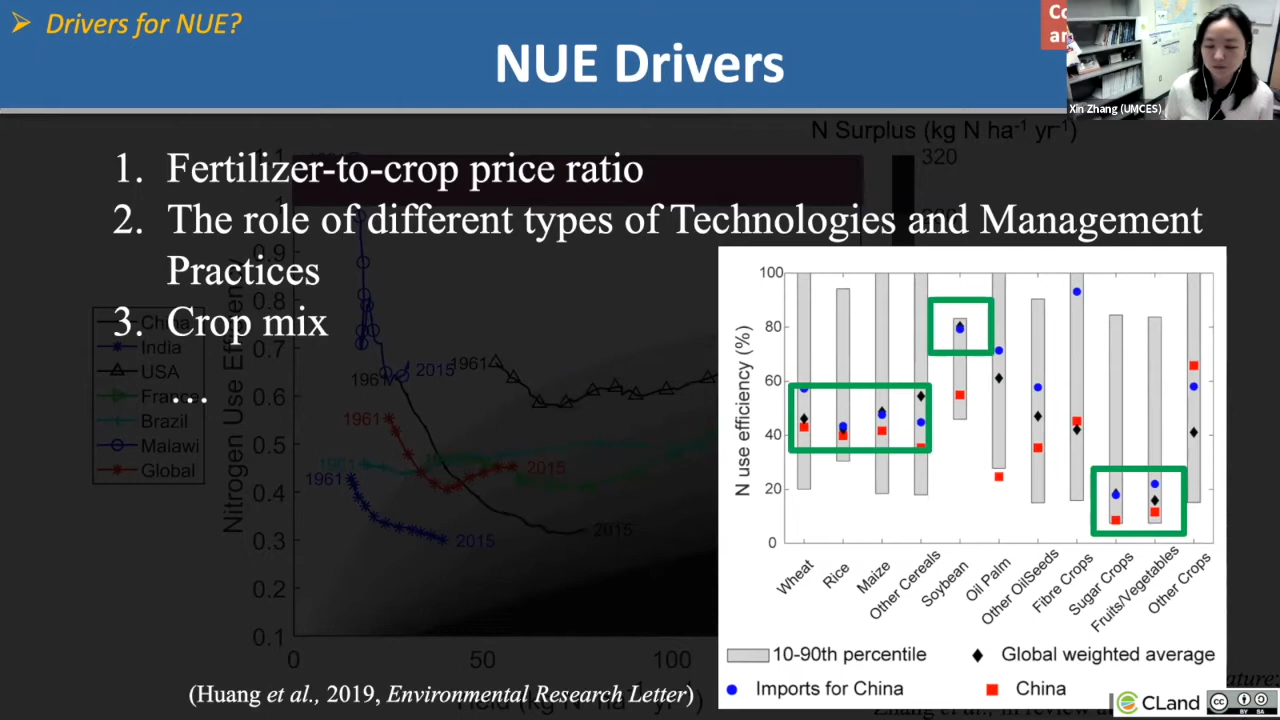 Drivers for NUE?
NUE Drivers
Xin Zhang (UMCES)
N Surplus (kg N ha⁻¹ yr⁻¹)
320
1. Fertilizer-to-crop price ratio
2. The role of different types of Technologies and Management
Practices
3. Crop mix
…
Nitrogen Use Efficiency
0.9
0.8
0.7
0.6
0.5
0.4
0.3
0.2
0.1
0
50
100
China
India
USA
France
Brazil
Malawi
Global
1961
2015
1961
1961
1961
2015
1961
2015
2015
N use efficiency (%)
100
80
60
40
20
0
Wheat
Rice
Maize
Other Cereals
Soybean
Oil Palm
Other OilSeeds
Fibre Crops
Sugar Crops
Fruits/Vegetables
Other Crops
10-90th percentile
Global weighted average
Imports for China
China
(Huang et al., 2019, Environmental Research Letter)
CLand
cc
BY SA